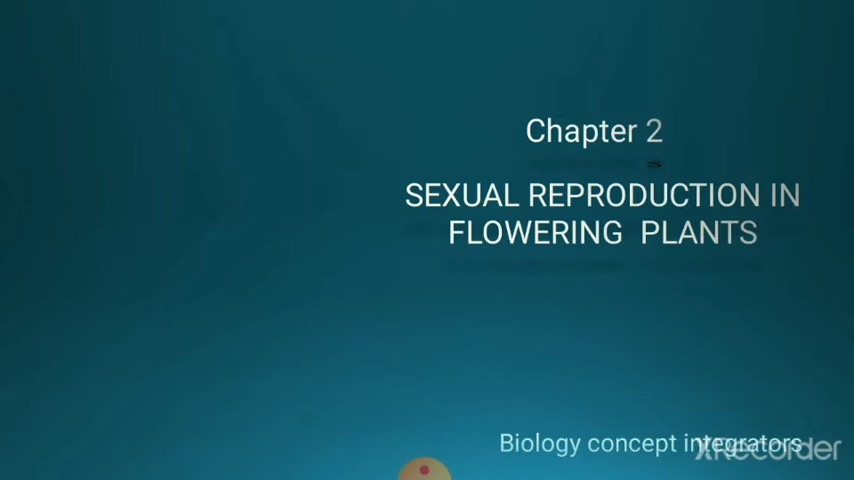 Chapter 2
SEXUAL REPRODUCTION IN
FLOWERING PLANTS
Biology concept integrators
XRecorder